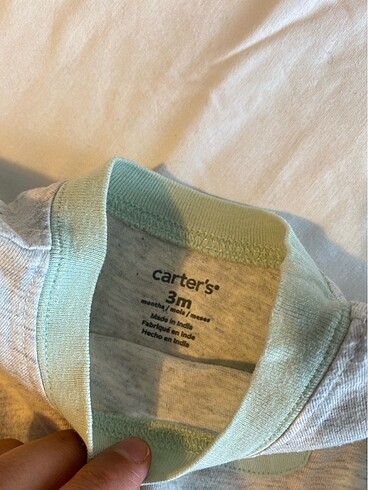 carter's®
3m
months / mois / meses
Made in India
Fabriqué en Inde
Hecho en India